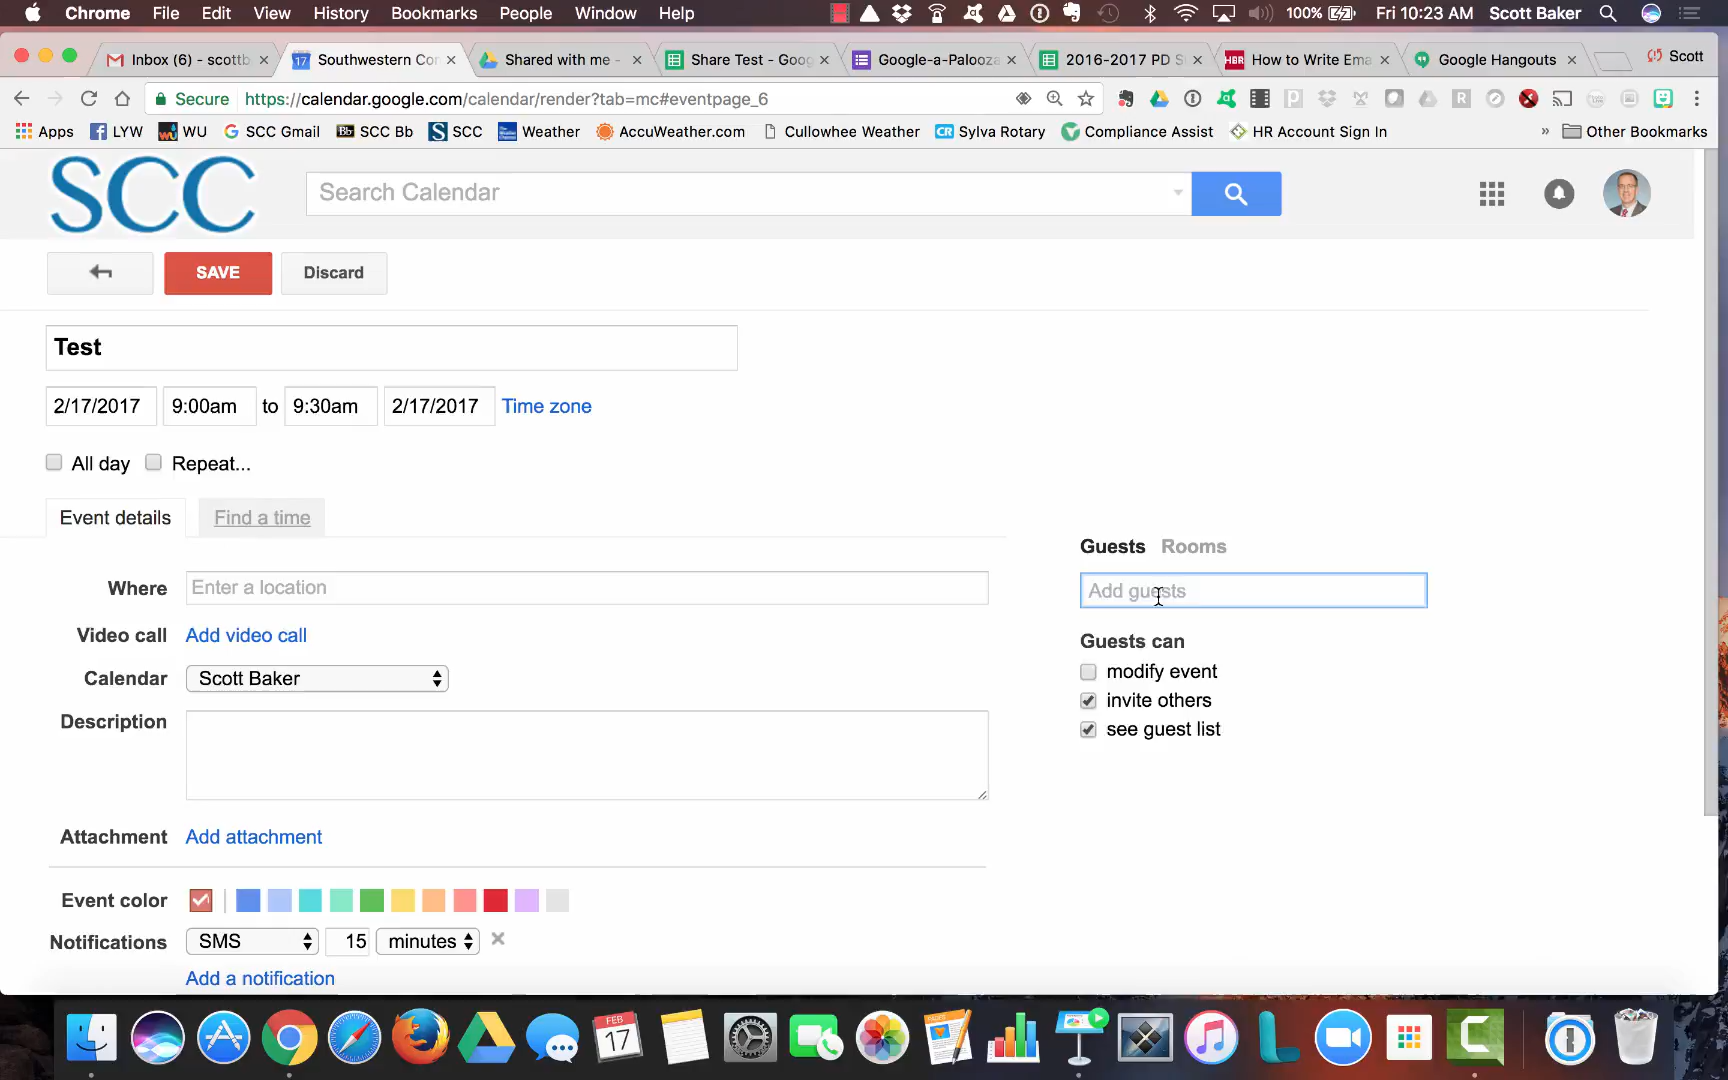 Chrome File Edit View History Bookmarks People Window Help 100% Fri 10:23 AM Scott Baker
Inbox (6) - scottb Southwestern Cor Shared with me - Share Test - Goog Google-a-Palooza 2016-2017 PD S How to Write Ema Google Hangouts Scott
Secure https://calendar.google.com/calendar/render?tab=mc#eventpage_6
Apps LYW WU SCC Gmail SCC Bb SCC Weather AccuWeather.com Cullowhee Weather Sylva Rotary Compliance Assist HR Account Sign In » Other Bookmarks
SCC Search Calendar
SAVE Discard
Test
2/17/2017 9:00am to 9:30am 2/17/2017 Time zone
All day Repeat...
Event details Find a time
Guests Rooms
Where Enter a location
Add guests
Video call Add video call
Guests can
Calendar Scott Baker
modify event
invite others
Description
see guest list
Attachment Add attachment
Event color
Notifications SMS 15 minutes
Add a notification
FEB
17